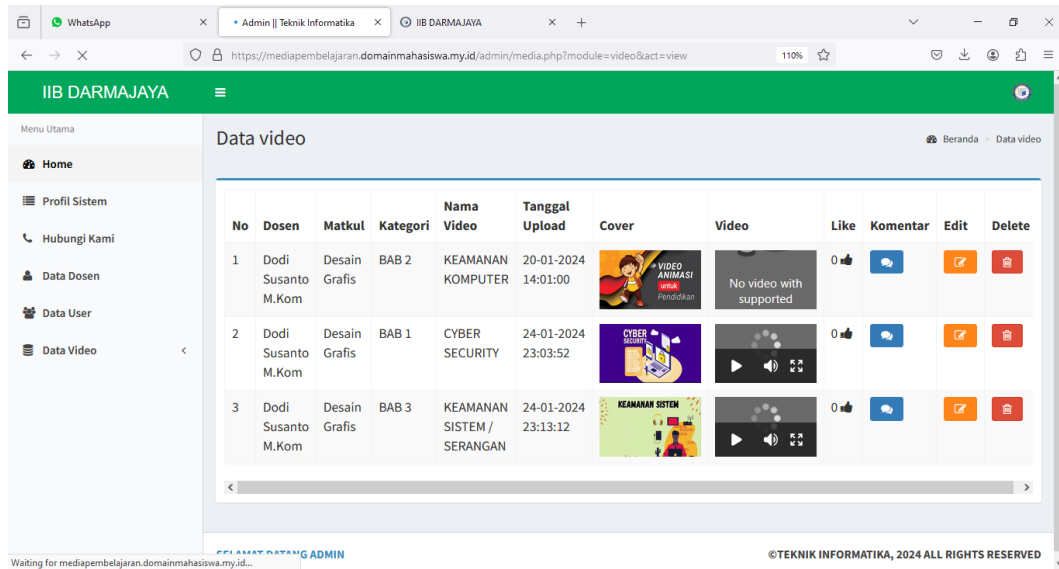 WhatsApp
Admin || Teknik Informatika
IIB DARMAJAYA
https://mediapembelajaran.domainmahasiswa.my.id/admin/media.php?module=video&act=view
110%
IIB DARMAJAYA
Menu Utama
Home
Profil Sistem
Hubungi Kami
Data Dosen
Data User
Data Video
Data video
Beranda > Data video
No Dosen Matkul Kategori Nama Video Tanggal Upload Cover Video Like Komentar Edit Delete
1 Dodi Desain BAB 2 KEAMANAN 20-01-2024 0
Susanto Grafis KOMPUTER 14:01:00
M.Kom
VIDEO
ANIMASI
untuk
Pendidikan
No video with
supported
2 Dodi Desain BAB 1 CYBER 24-01-2024 0
Susanto Grafis SECURITY 23:03:52
M.Kom
CYBER
SECURITY
3 Dodi Desain BAB 3 KEAMANAN 24-01-2024 0
Susanto Grafis SISTEM / 23:13:12
M.Kom SERANGAN
KEAMANAN SISTEM
SELAMAT DATANG ADMIN
©TEKNIK INFORMATIKA, 2024 ALL RIGHTS RESERVED
Waiting for mediapembelajaran.domainmahasiswa.my.id...